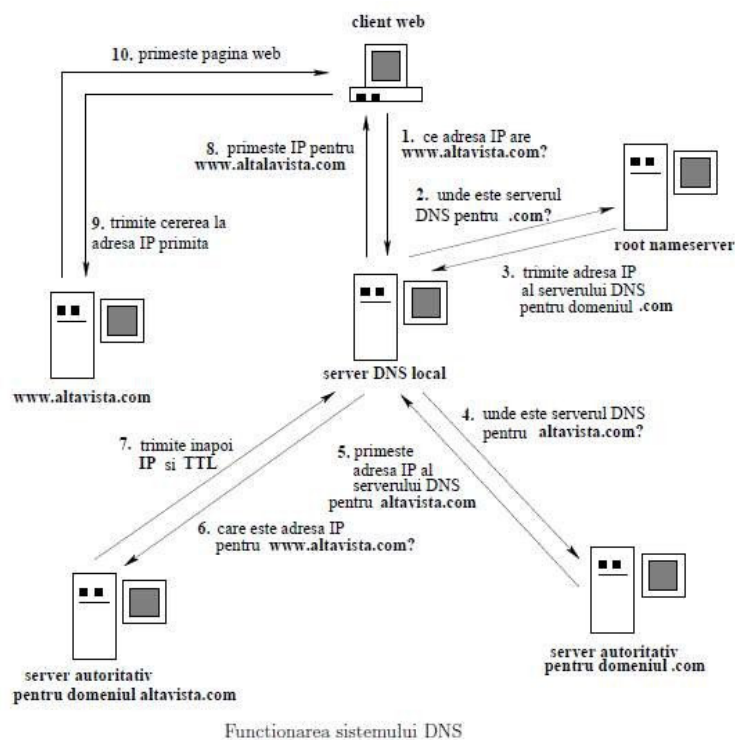 client web
10. primeste pagina web
1. ce adresa IP are
www.altavista.com?
8. primeste IP pentru
www.altalavista.com
2. unde este serverul
DNS pentru .com?
root nameserver
9. trimite cererea la
adresa IP primita
3. trimite adresa IP
al serverului DNS
pentru domeniul .com
www.altavista.com
server DNS local
4. unde este serverul DNS
pentru altavista.com?
7. trimite inapoi
IP si TTL
5. primeste
adresa IP al
serverului DNS
pentru altavista.com
6. care este adresa IP
pentru www.altavista.com?
server autoritativ
pentru domeniul altavista.com
server autoritativ
pentru domeniul .com
Functionarea sistemului DNS